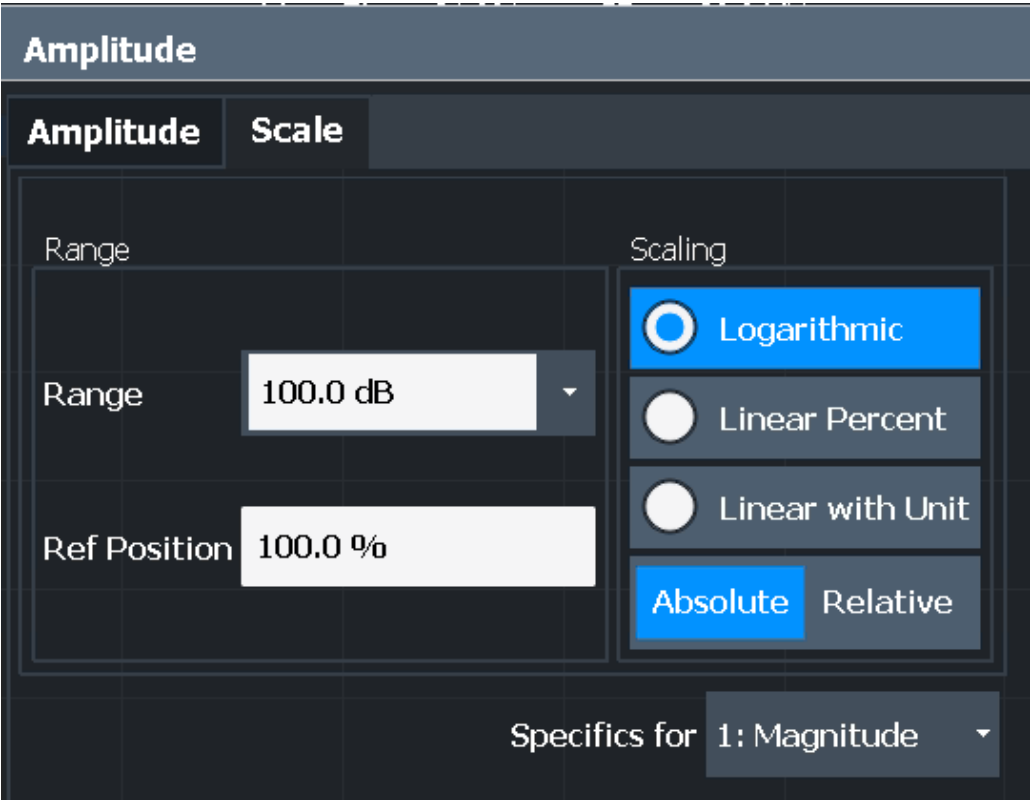 Amplitude
Amplitude Scale
Range
Range 100.0 dB
Ref Position 100.0 %
Scaling
Logarithmic
Linear Percent
Linear with Unit
Absolute Relative
Specifics for 1: Magnitude